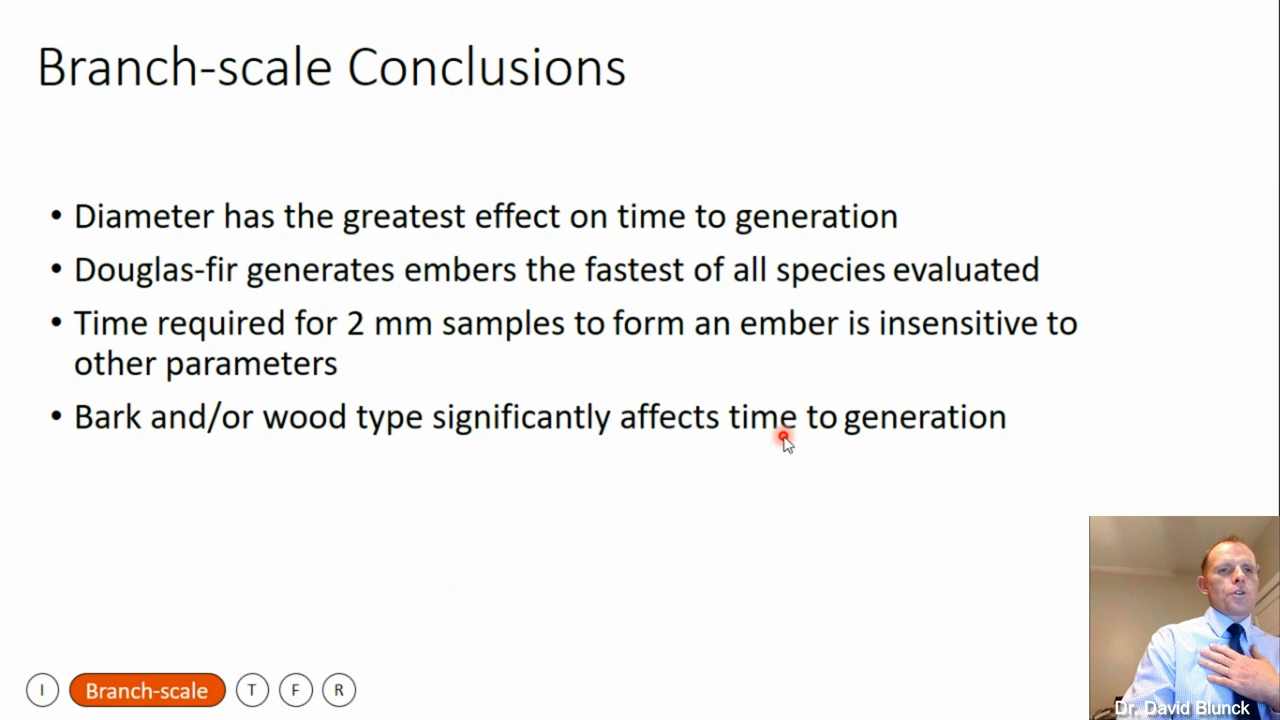 Branch-scale Conclusions
• Diameter has the greatest effect on time to generation
• Douglas-fir generates embers the fastest of all species evaluated
• Time required for 2 mm samples to form an ember is insensitive to
other parameters
• Bark and/or wood type significantly affects time to generation
I Branch-scale T F R
Dr. David Blunck